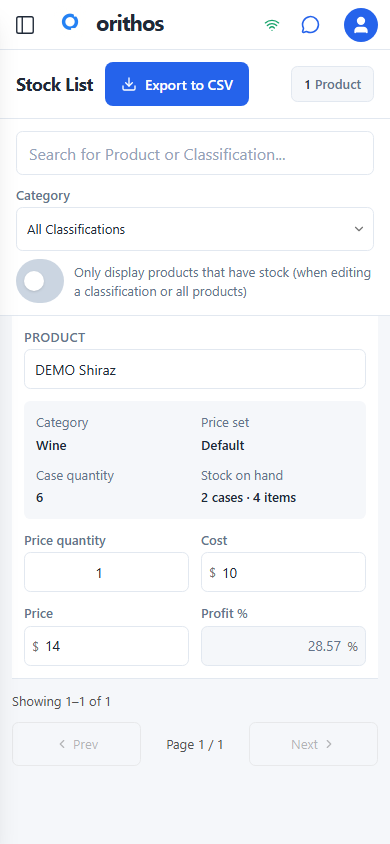 orithos
Stock List
Export to CSV
1 Product
Search for Product or Classification...
Category
All Classifications
Only display products that have stock (when editing
a classification or all products)
PRODUCT
DEMO Shiraz
Category
Price set
Wine
Default
Case quantity
Stock on hand
6
2 cases · 4 items
Price quantity
Cost
1
$ 10
Price
Profit %
$ 14
28.57 %
Showing 1–1 of 1
Prev
Page 1 / 1
Next